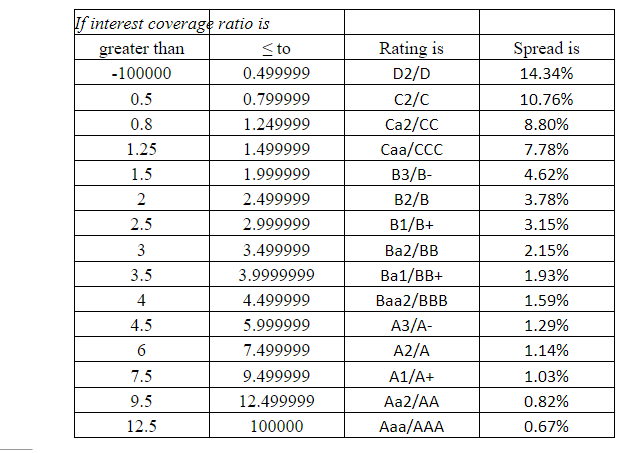 If interest coverage ratio is
greater than ≤ to Rating is Spread is
-100000 0.499999 D2/D 14.34%
0.5 0.799999 C2/C 10.76%
0.8 1.249999 Ca2/CC 8.80%
1.25 1.499999 Caa/CCC 7.78%
1.5 1.999999 B3/B- 4.62%
2 2.499999 B2/B 3.78%
2.5 2.999999 B1/B+ 3.15%
3 3.499999 Ba2/BB 2.15%
3.5 3.9999999 Ba1/BB+ 1.93%
4 4.499999 Baa2/BBB 1.59%
4.5 5.999999 A3/A- 1.29%
6 7.499999 A2/A 1.14%
7.5 9.499999 A1/A+ 1.03%
9.5 12.499999 Aa2/AA 0.82%
12.5 100000 Aaa/AAA 0.67%